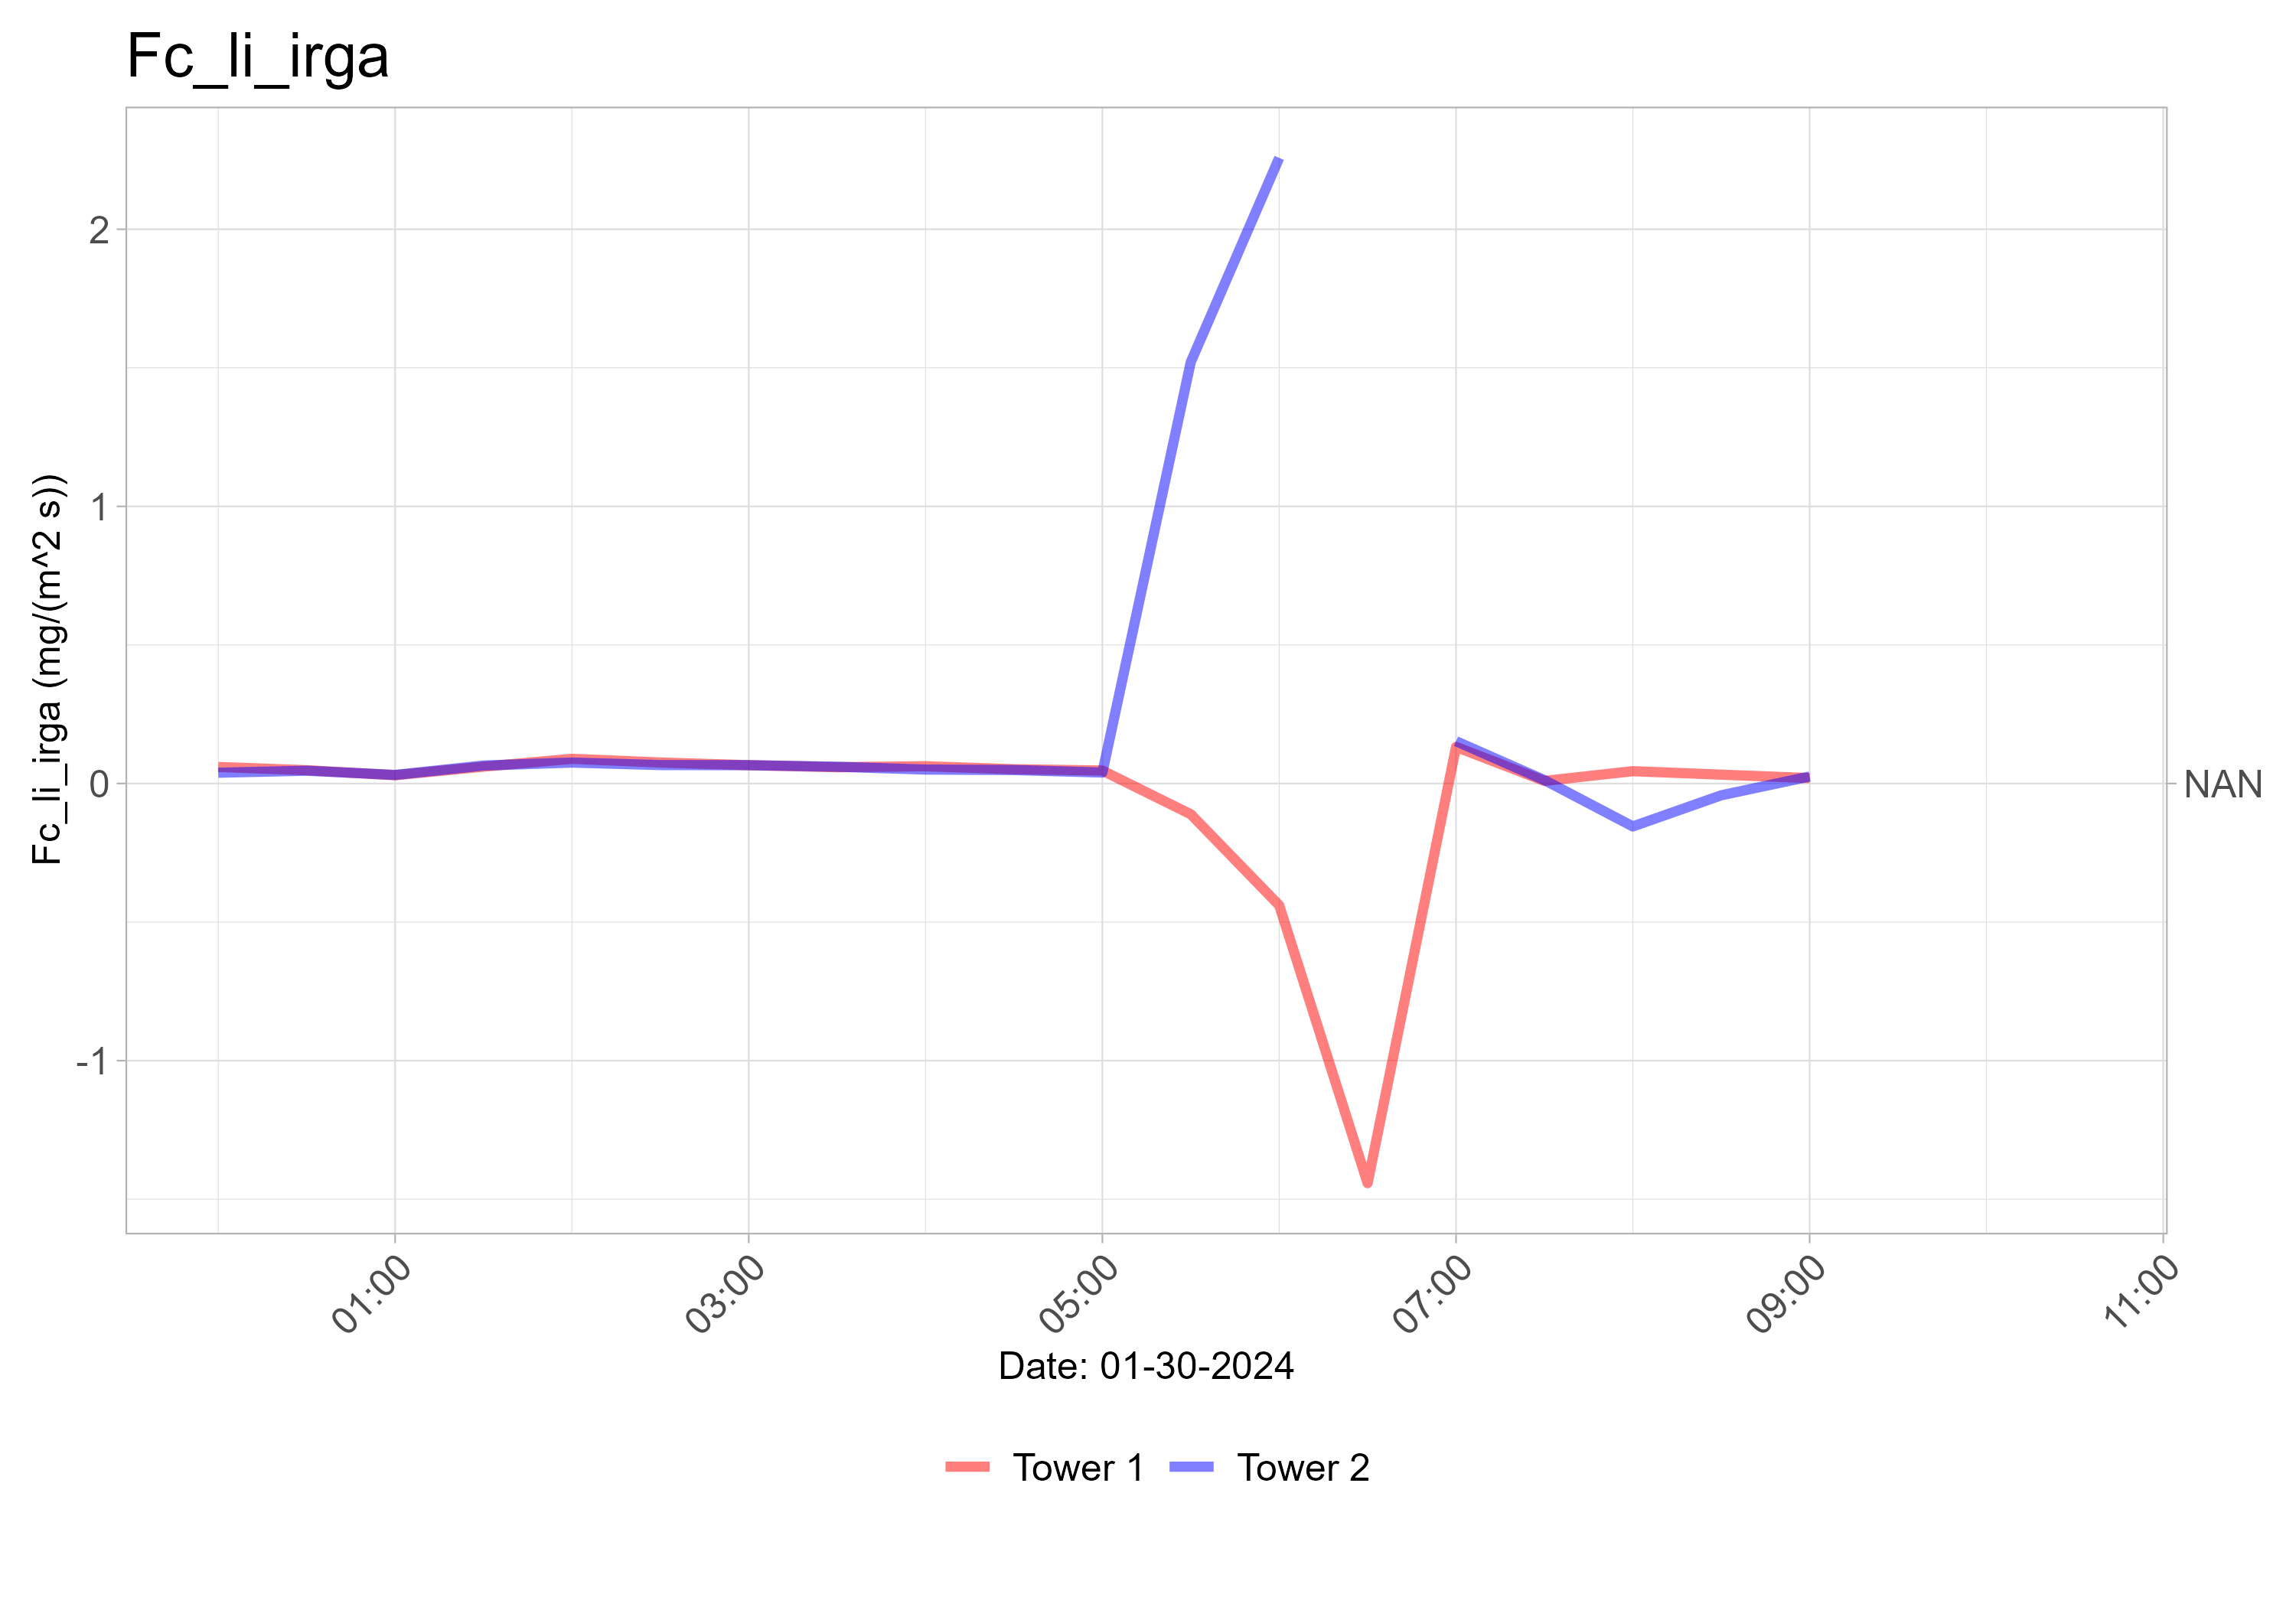 Fc_li_irga
Fc_li_irga (mg/(m^2 s))
2
1
0
-1
NAN
01:00
03:00
05:00
07:00
09:00
11:00
Date: 01-30-2024
Tower 1
Tower 2